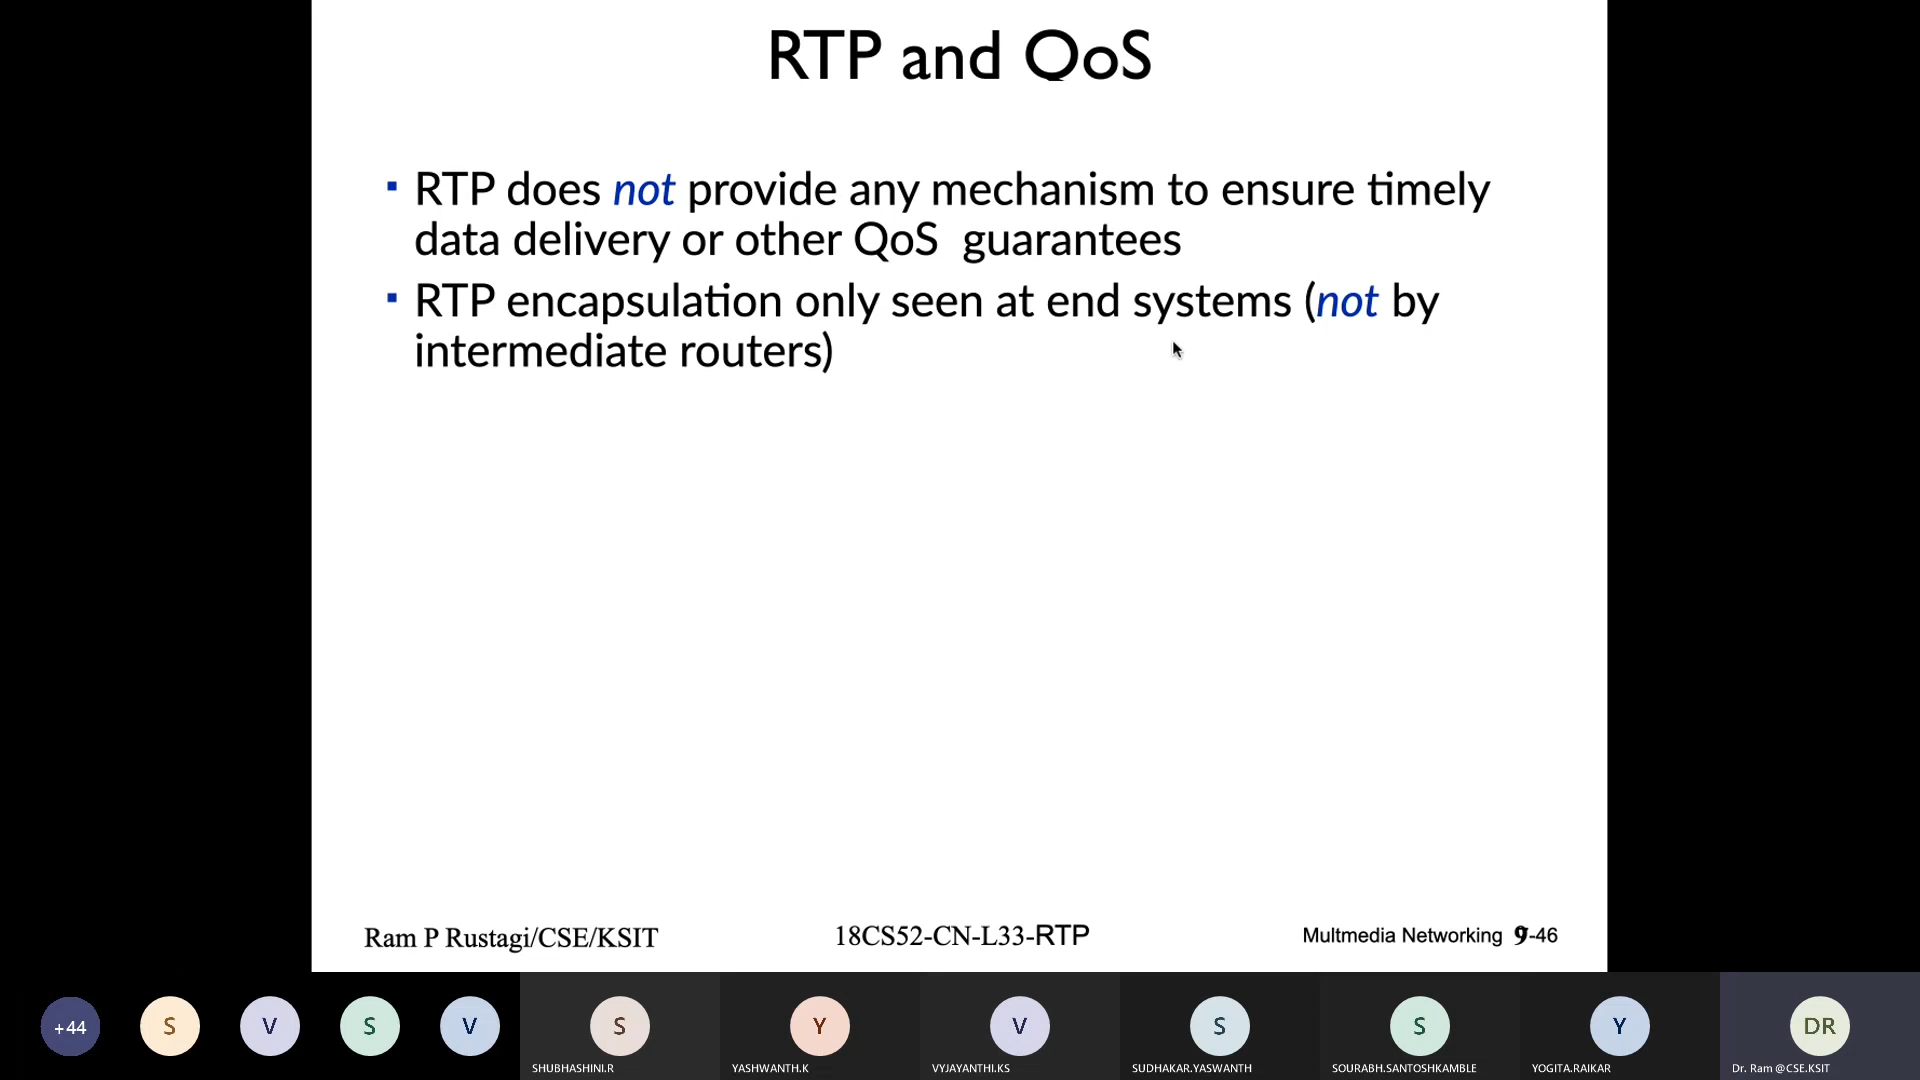 RTP and QoS
▪ RTP does not provide any mechanism to ensure timely
data delivery or other QoS guarantees
▪ RTP encapsulation only seen at end systems (not by
intermediate routers)
Ram P Rustagi/CSE/KSIT
18CS52-CN-L33-RTP
Multmedia Networking 9-46
+44
S
V
S
V
S
Y
V
S
S
Y
DR
SHUBHASHINI.R
YASHWANTH.K
VYJAYANTHI.KS
SUDHAKAR.YASWANTH
SOURABH.SANTOSHKAMBLE
YOGITA.RAIKAR
Dr. Ram @CSE.KSIT